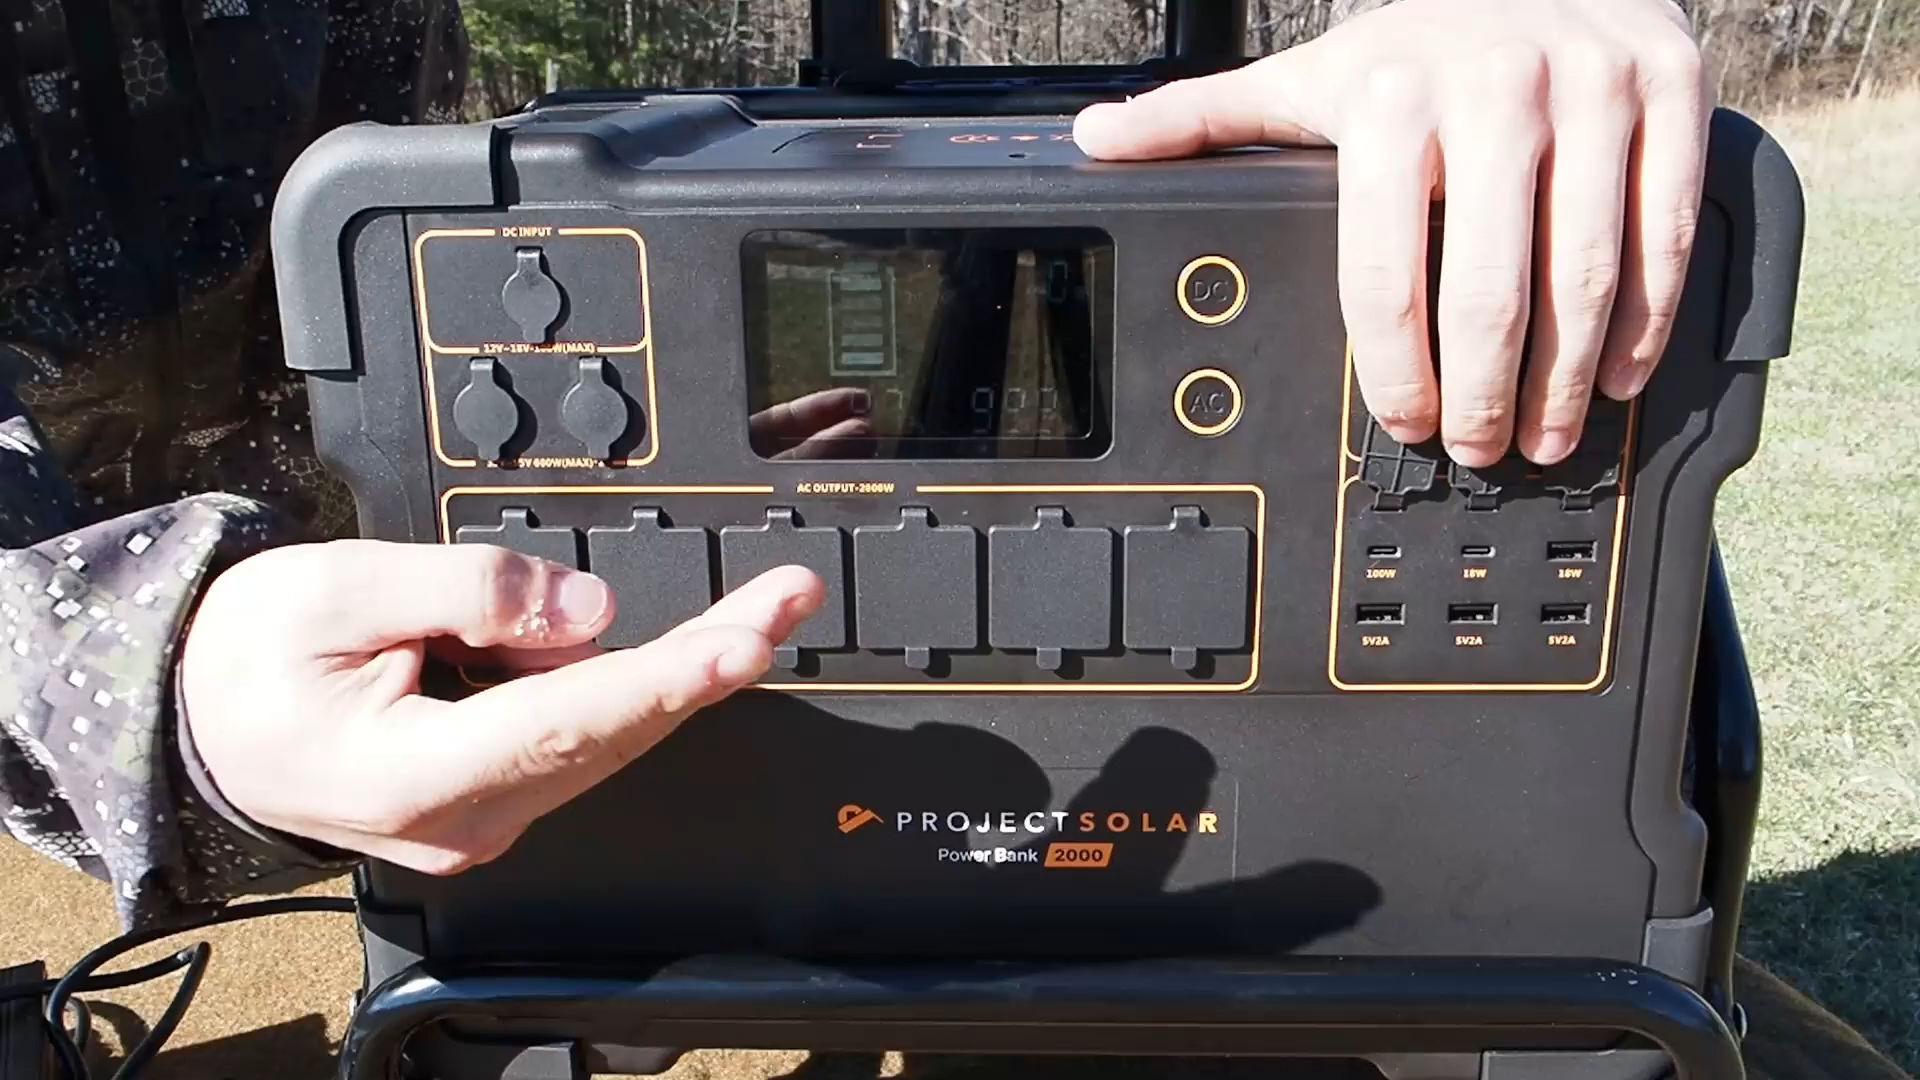 DC INPUT
DC
AC
AC OUTPUT-2000W
100W
18W
18W
5V2A
5V2A
5V2A
PROJECTSOLAR
Power Bank 2000